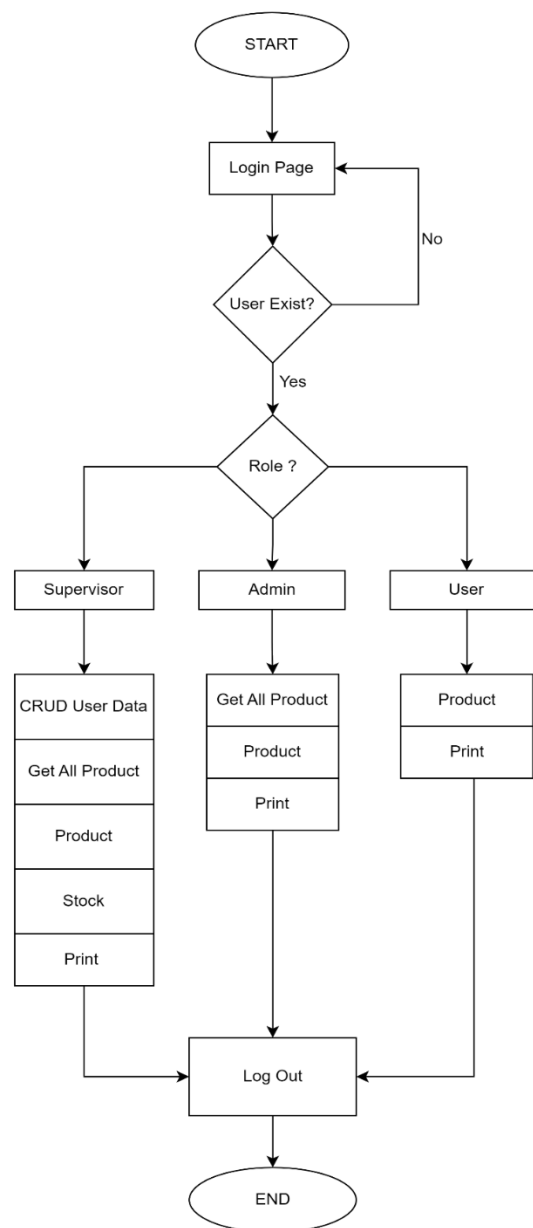 START
Login Page
No
User Exist?
Yes
Role ?
Supervisor
Admin
User
CRUD User Data
Get All Product
Product
Stock
Print
Get All Product
Product
Print
Product
Print
Log Out
END